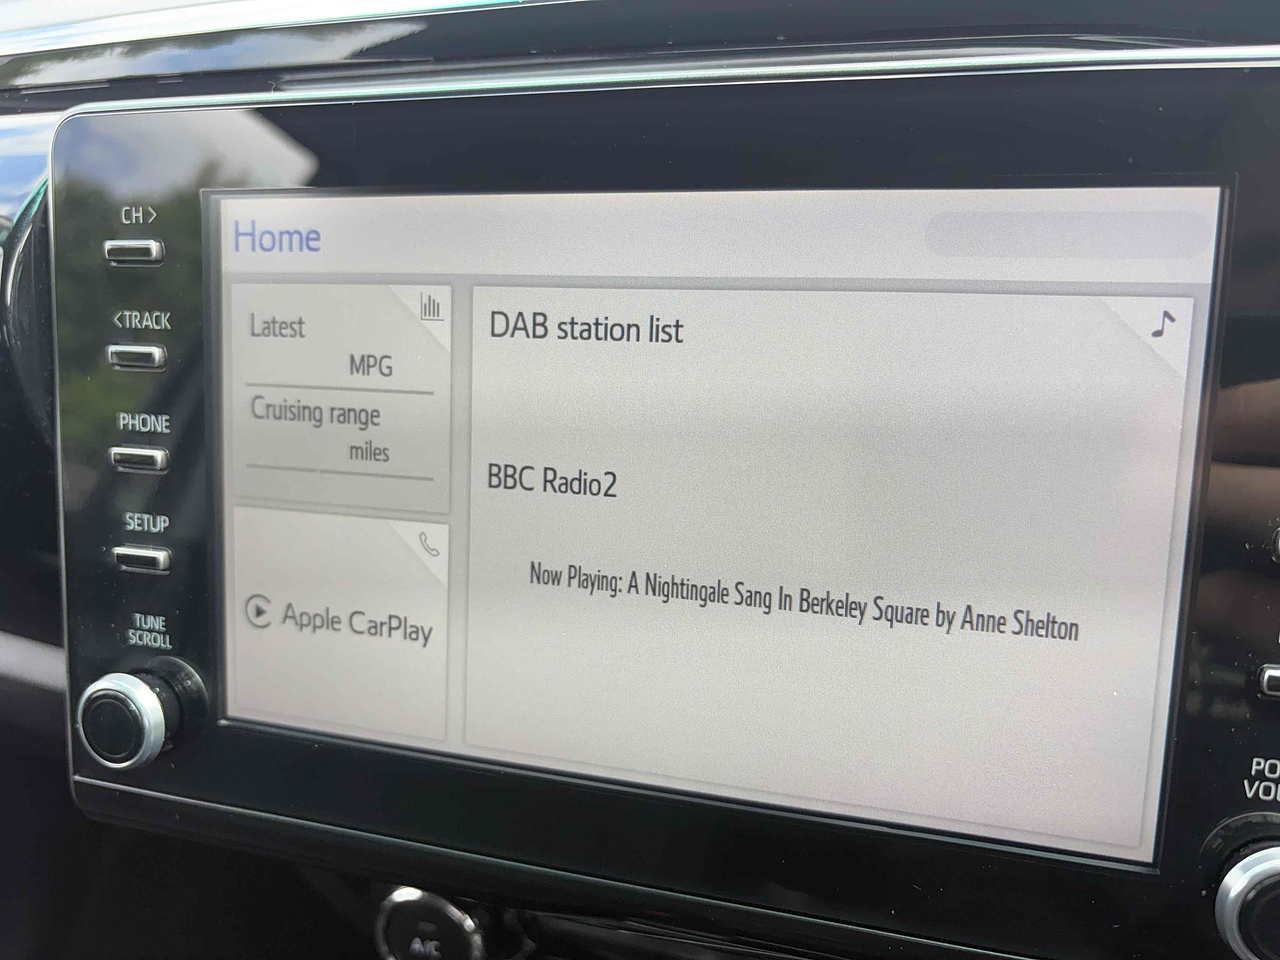 CH >
<TRACK
PHONE
SETUP
TUNE
SCROLL
Home
Latest
MPG
Cruising range
miles
Apple CarPlay
DAB station list
BBC Radio2
Now Playing: A Nightingale Sang In Berkeley Square by Anne Shelton
A/C